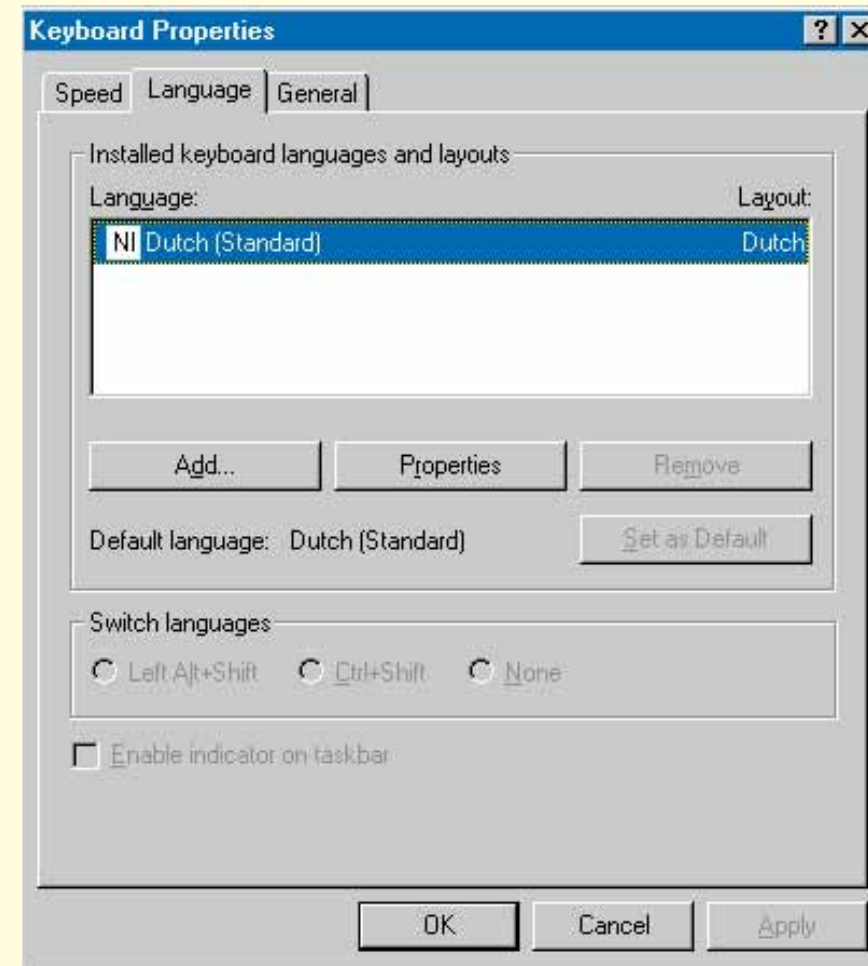 Keyboard Properties
Speed Language General
Installed keyboard languages and layouts
Language: Layout:
Nl Dutch (Standard) Dutch
Add... Properties Remove
Default language: Dutch (Standard) Set as Default
Switch languages
Left Alt+Shift Ctrl+Shift None
Enable indicator on taskbar
OK Cancel Apply